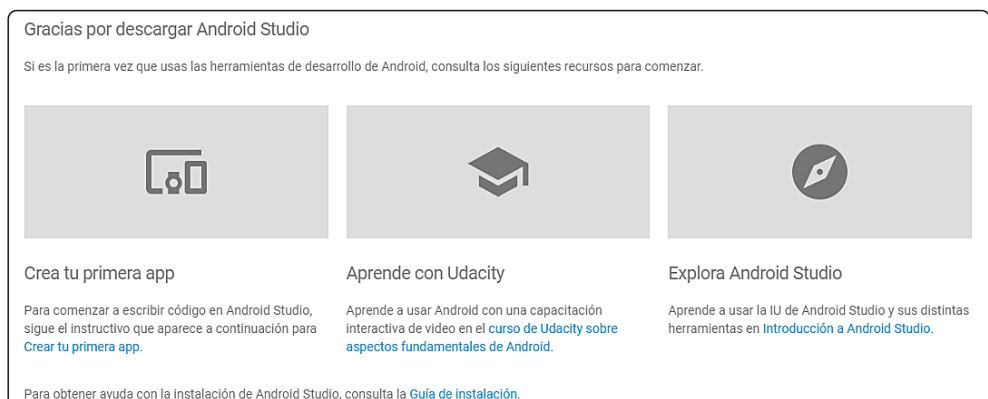 Gracias por descargar Android Studio
Si es la primera vez que usas las herramientas de desarrollo de Android, consulta los siguientes recursos para comenzar.
Crea tu primera app
Para comenzar a escribir código en Android Studio,
sigue el instructivo que aparece a continuación para
Crear tu primera app.
Aprende con Udacity
Aprende a usar Android con una capacitación
interactiva de video en el curso de Udacity sobre
aspectos fundamentales de Android.
Explora Android Studio
Aprende a usar la IU de Android Studio y sus distintas
herramientas en Introducción a Android Studio.
Para obtener ayuda con la instalación de Android Studio, consulta la Guía de instalación.